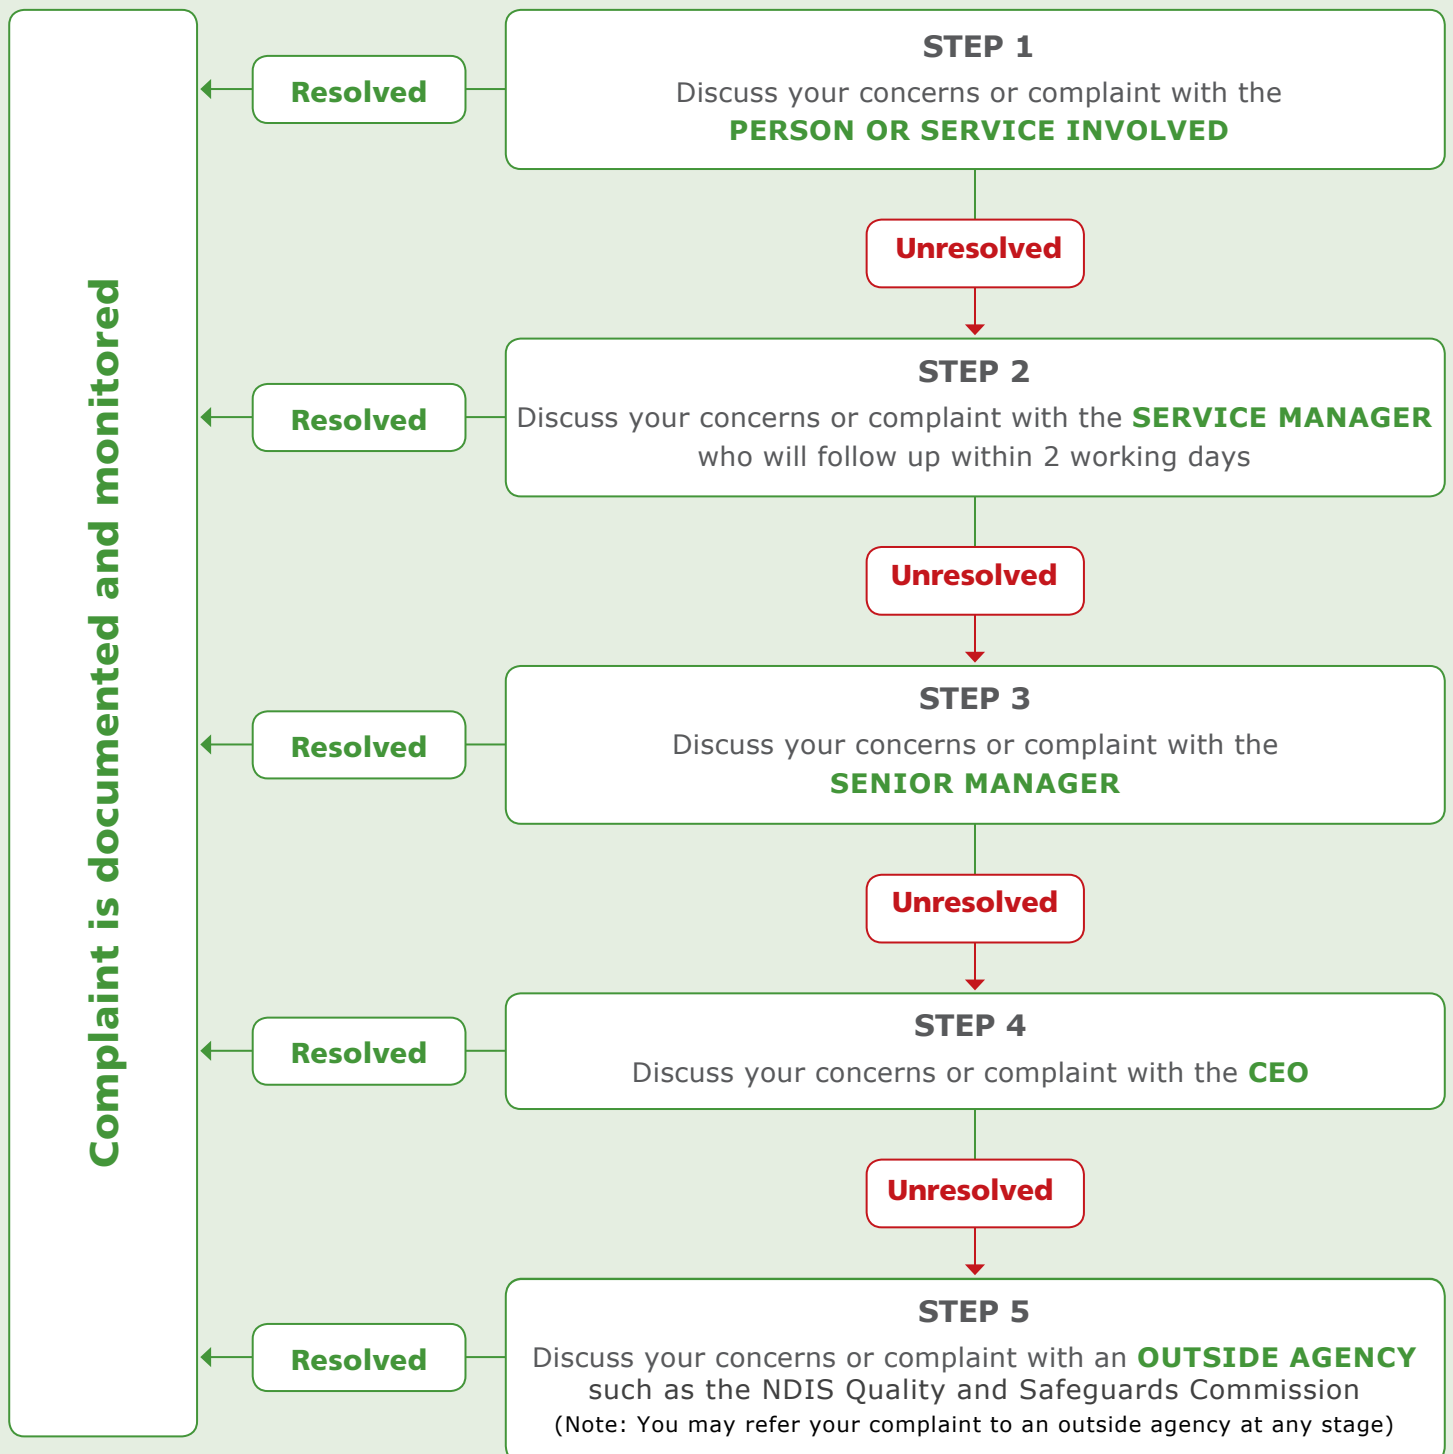 Complaint is documented and monitored
STEP 1
Discuss your concerns or complaint with the
PERSON OR SERVICE INVOLVED
Resolved
Unresolved
STEP 2
Discuss your concerns or complaint with the SERVICE MANAGER
who will follow up within 2 working days
Resolved
Unresolved
STEP 3
Discuss your concerns or complaint with the
SENIOR MANAGER
Resolved
Unresolved
STEP 4
Discuss your concerns or complaint with the CEO
Resolved
Unresolved
STEP 5
Discuss your concerns or complaint with an OUTSIDE AGENCY
such as the NDIS Quality and Safeguards Commission
(Note: You may refer your complaint to an outside agency at any stage)
Resolved